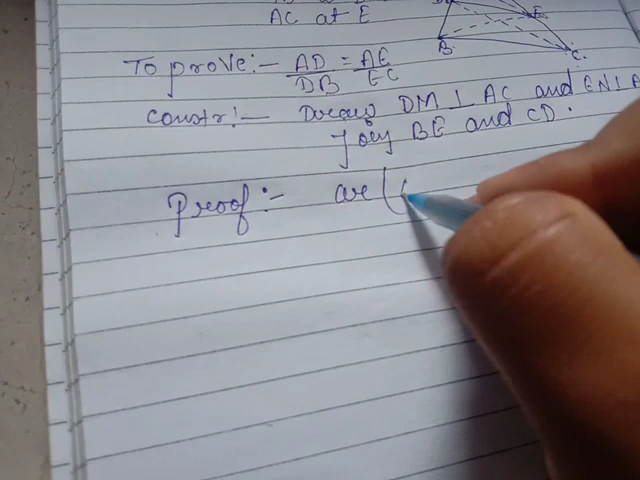 AC at E
E
B
C
To prove:- AD/DB = AE/EC
Constr:- Draw DM ⊥ AC and EN ⊥ A
Join BE and CD.
Proof:- ar (